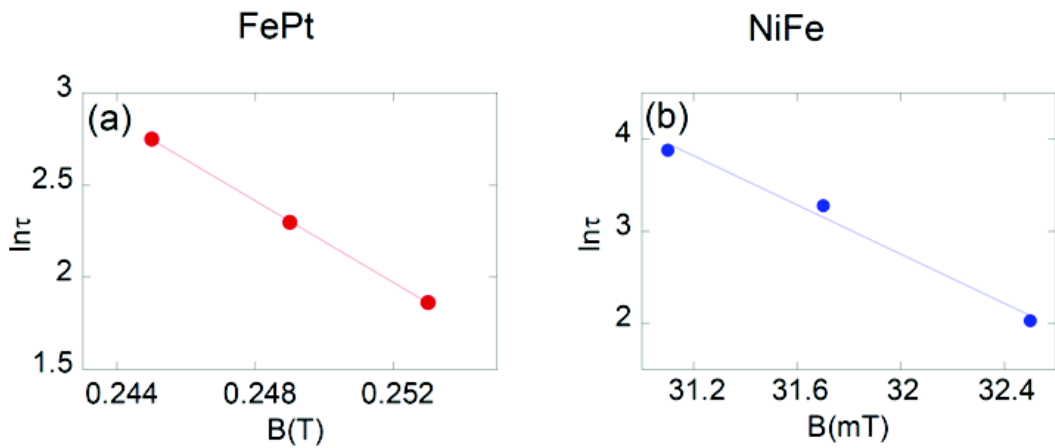 FePt
NiFe
(a)
3
2.5
2
1.5
lnτ
0.244
0.248
0.252
B(T)
(b)
4
3
2
lnτ
31.2
31.6
32
32.4
B(mT)